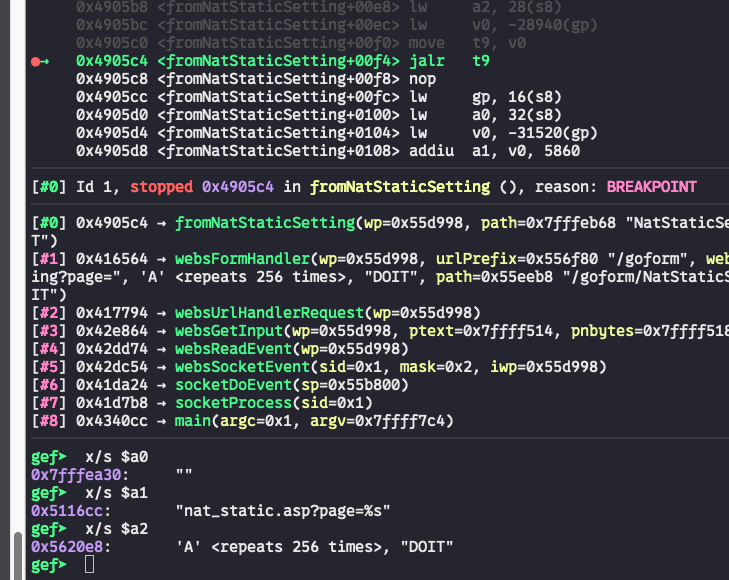 0x4905b8 <fromNatStaticSetting+00e8> lw a2, 28(s8)
0x4905bc <fromNatStaticSetting+00ec> lw v0, -28940(gp)
0x4905c0 <fromNatStaticSetting+00f0> move t9, v0
→ 0x4905c4 <fromNatStaticSetting+00f4> jalr t9
0x4905c8 <fromNatStaticSetting+00f8> nop
0x4905cc <fromNatStaticSetting+00fc> lw gp, 16(s8)
0x4905d0 <fromNatStaticSetting+0100> lw a0, 32(s8)
0x4905d4 <fromNatStaticSetting+0104> lw v0, -31520(gp)
0x4905d8 <fromNatStaticSetting+0108> addiu a1, v0, 5860
[#0] Id 1, stopped 0x4905c4 in fromNatStaticSetting (), reason: BREAKPOINT
[#0] 0x4905c4 → fromNatStaticSetting(wp=0x55d998, path=0x7fffeb68 "NatStaticSe
T")
[#1] 0x416564 → websFormHandler(wp=0x55d998, urlPrefix=0x556f80 "/goform", web
ing?page=", 'A' <repeats 256 times>, "DOIT", path=0x55eeb8 "/goform/NatStaticS
IT")
[#2] 0x417794 → websUrlHandlerRequest(wp=0x55d998)
[#3] 0x42e864 → websGetInput(wp=0x55d998, ptext=0x7ffff514, pnbytes=0x7ffff518
[#4] 0x42dd74 → websReadEvent(wp=0x55d998)
[#5] 0x42dc54 → websSocketEvent(sid=0x1, mask=0x2, iwp=0x55d998)
[#6] 0x41da24 → socketDoEvent(sp=0x55b800)
[#7] 0x41d7b8 → socketProcess(sid=0x1)
[#8] 0x4340cc → main(argc=0x1, argv=0x7ffff7c4)
gef➤ x/s $a0
0x7fffea30: ""
gef➤ x/s $a1
0x5116cc: "nat_static.asp?page=%s"
gef➤ x/s $a2
0x5620e8: 'A' <repeats 256 times>, "DOIT"
gef➤